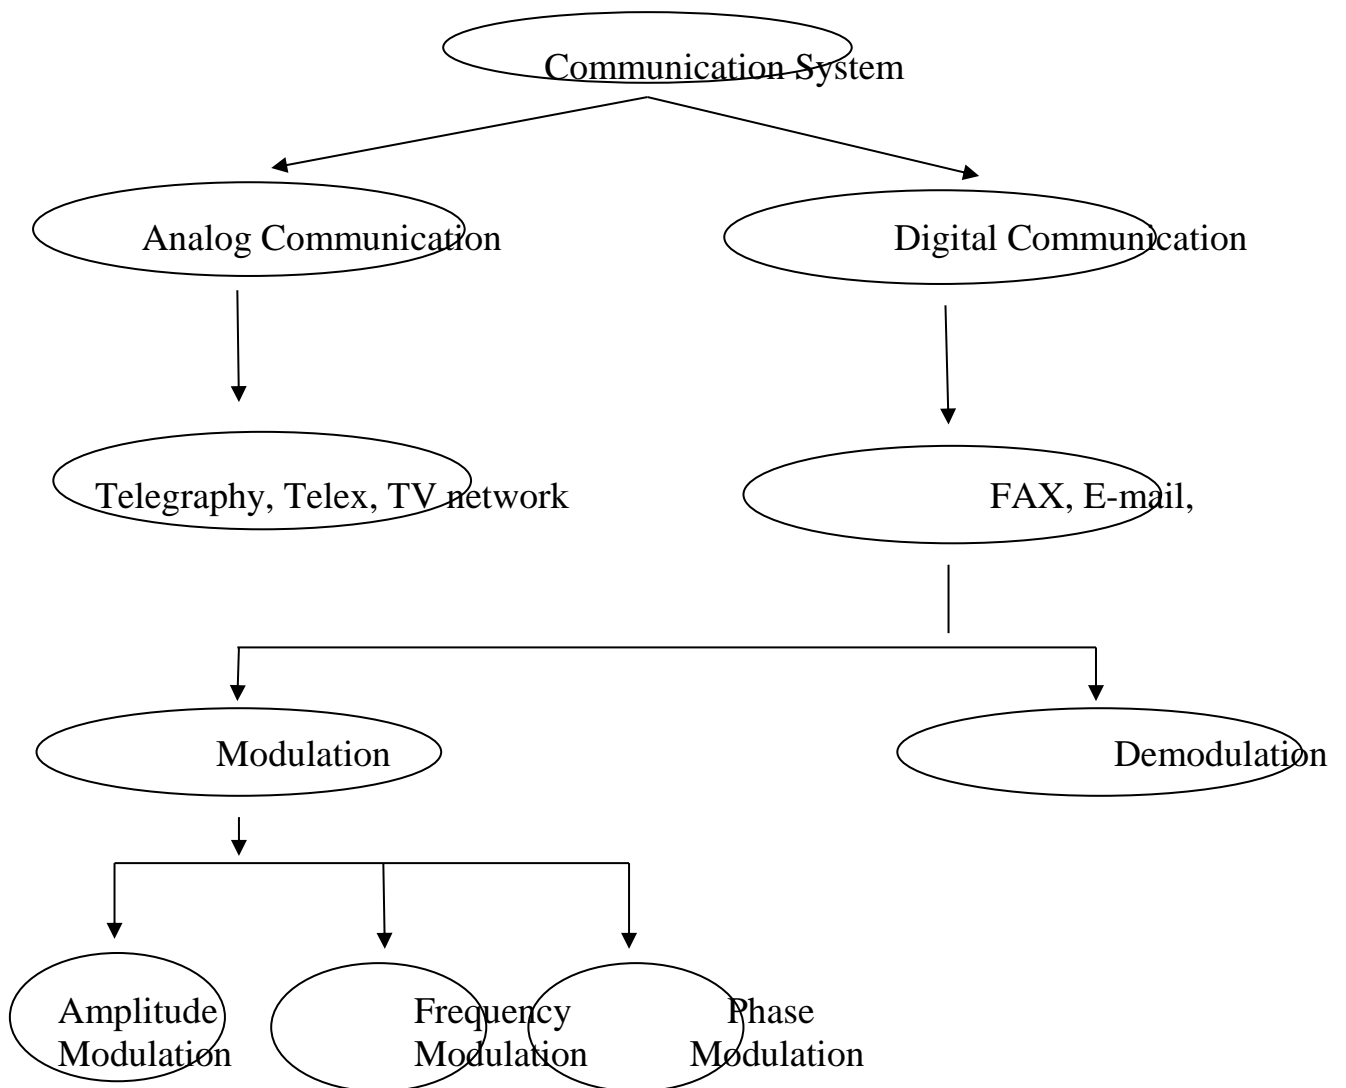 Communication System
Analog Communication
Digital Communication
Telegraphy, Telex, TV network
FAX, E-mail,
Modulation
Demodulation
Amplitude
Modulation
Frequency
Modulation
Phase
Modulation